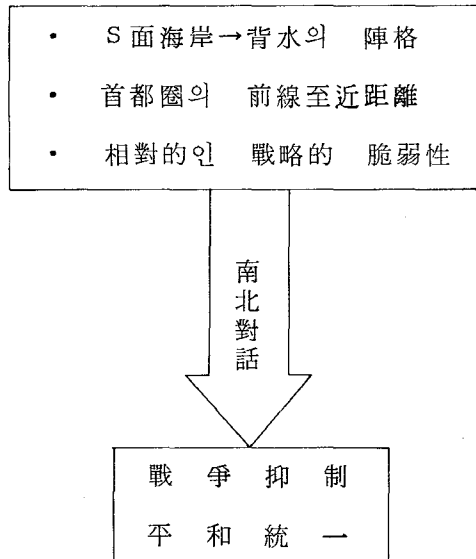 · S面海岸→背水의 陣格
· 首都圈의 前線至近距離
· 相對的인 戰略的 脆弱性
南北對話
戰爭抑制
平和統一